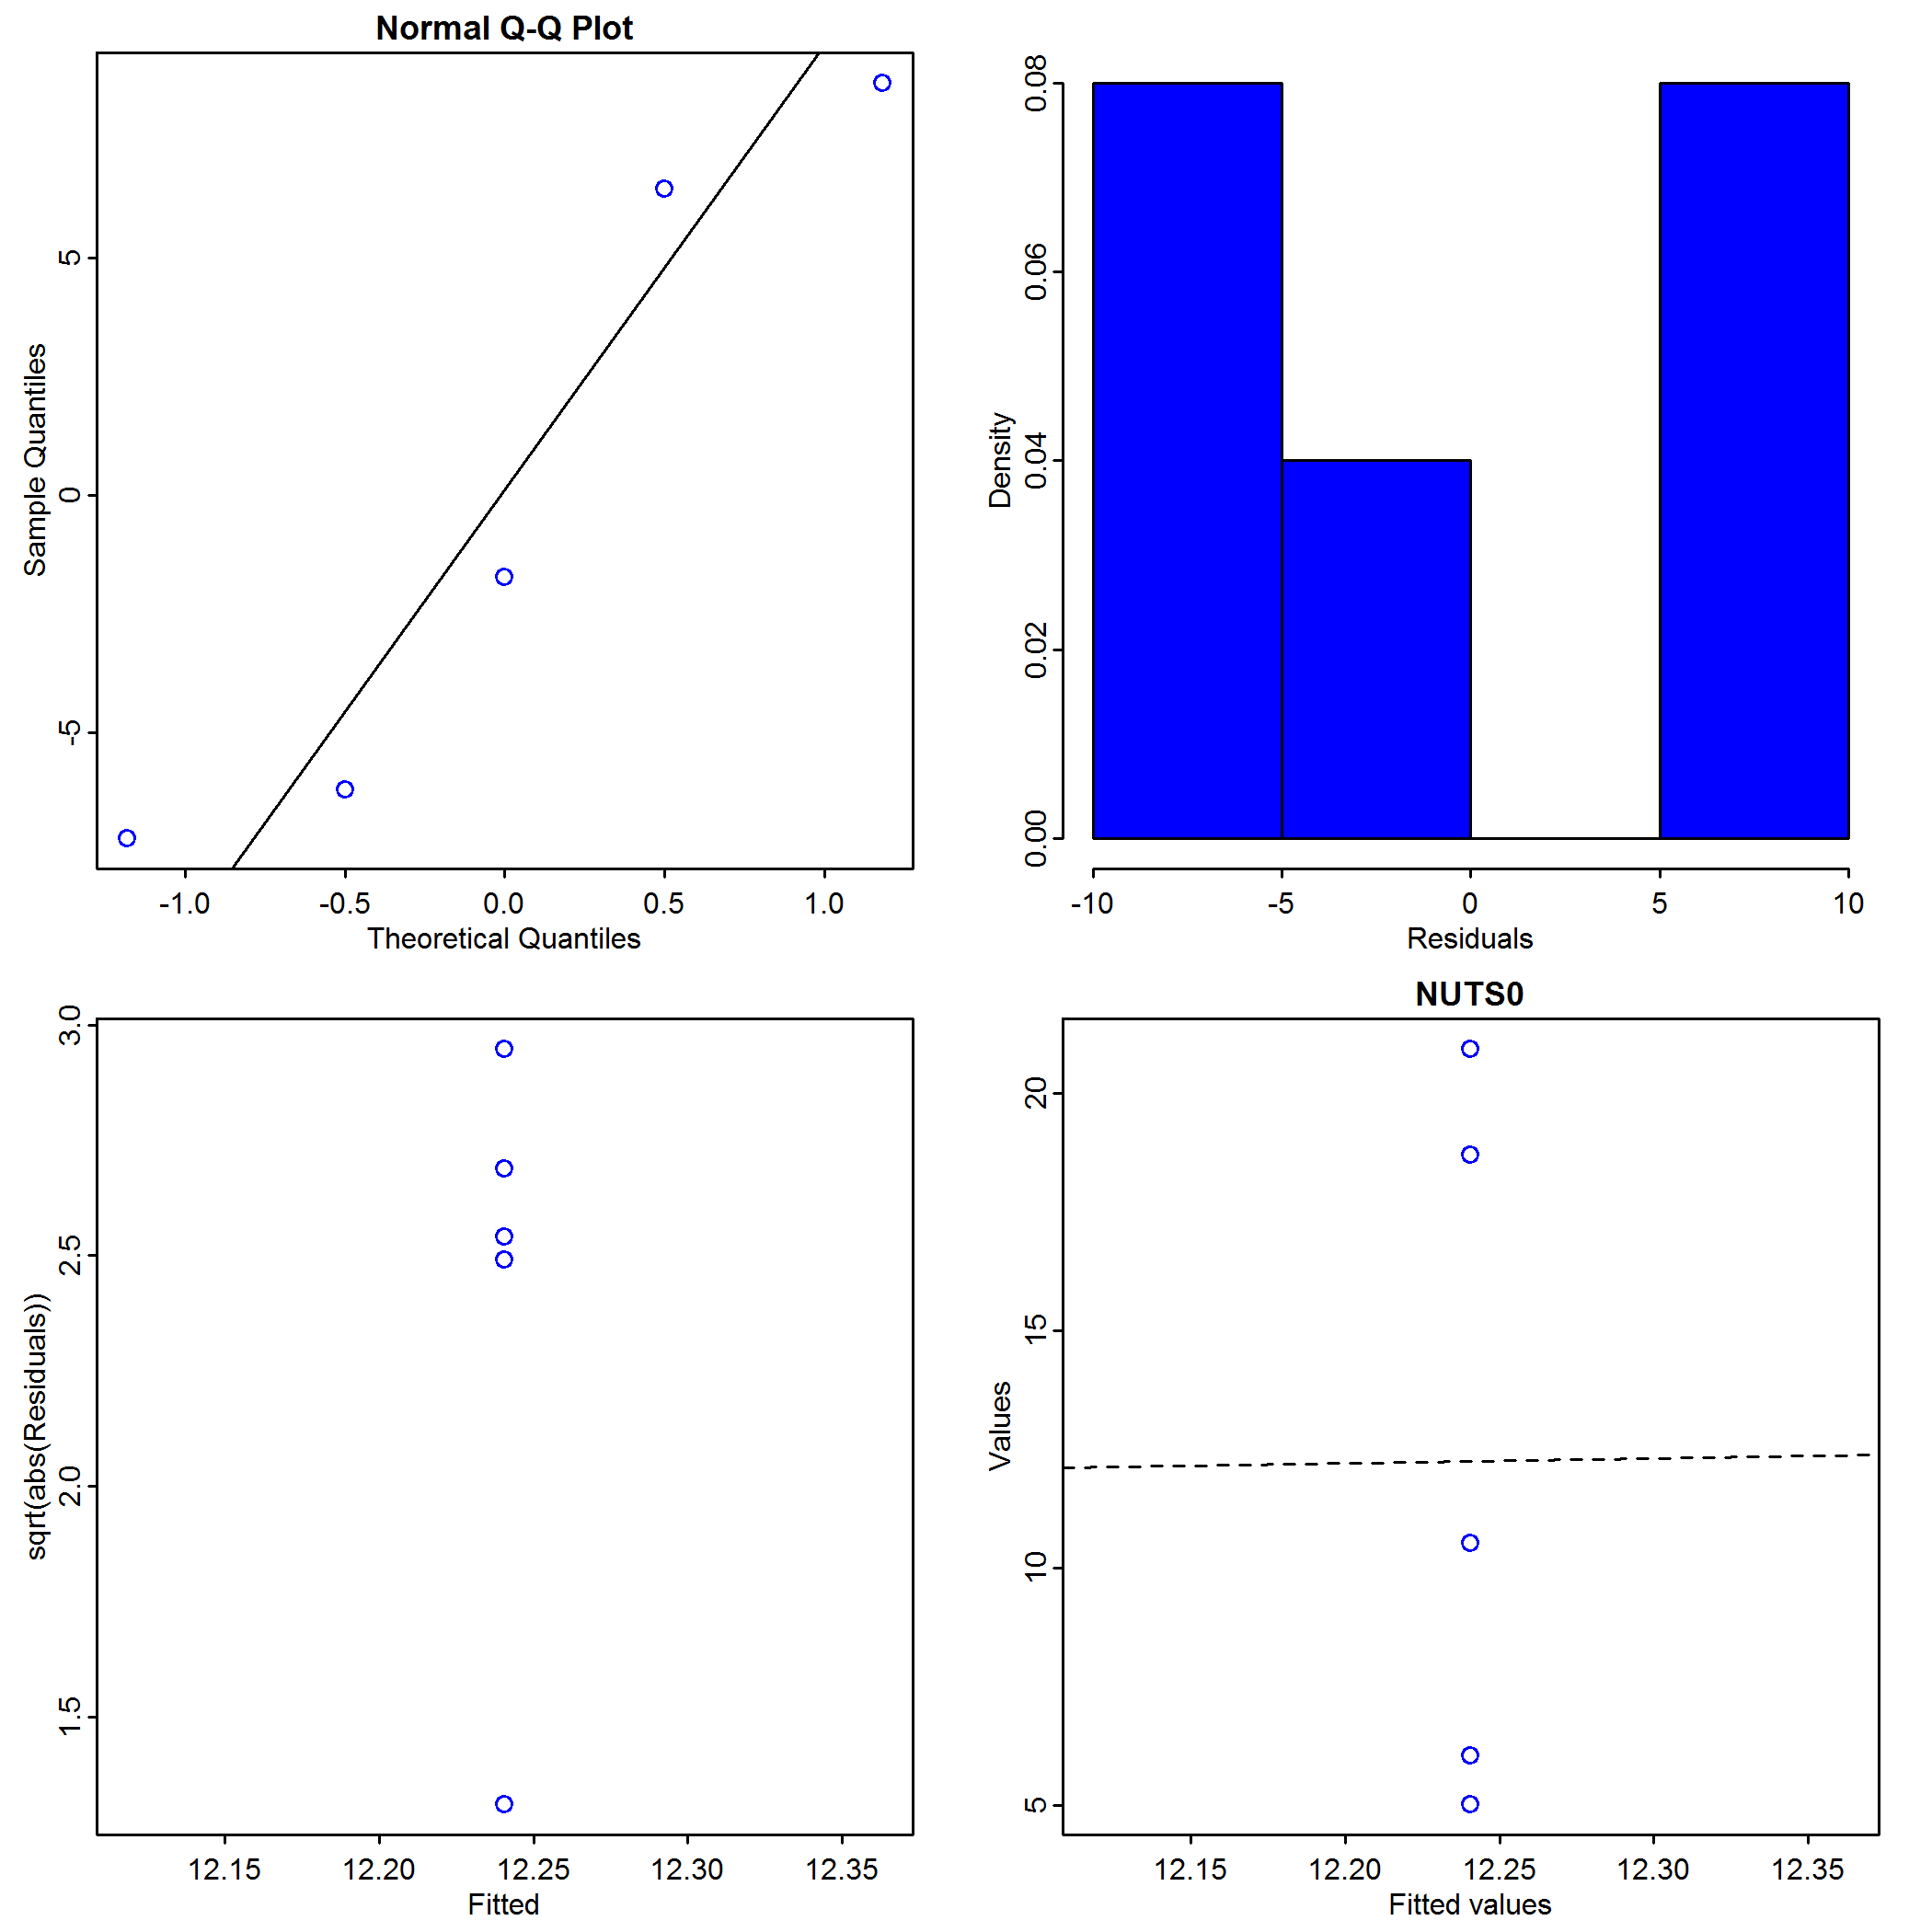 Normal Q-Q Plot
Sample Quantiles
5
0
-5
-1.0 -0.5 0.0 0.5 1.0
Theoretical Quantiles
Density
0.08
0.06
0.04
0.02
0.00
-10 -5 0 5 10
Residuals
sqrt(abs(Residuals))
3.0
2.5
2.0
1.5
12.15 12.20 12.25 12.30 12.35
Fitted
NUTS0
Values
20
15
10
5
12.15 12.20 12.25 12.30 12.35
Fitted values